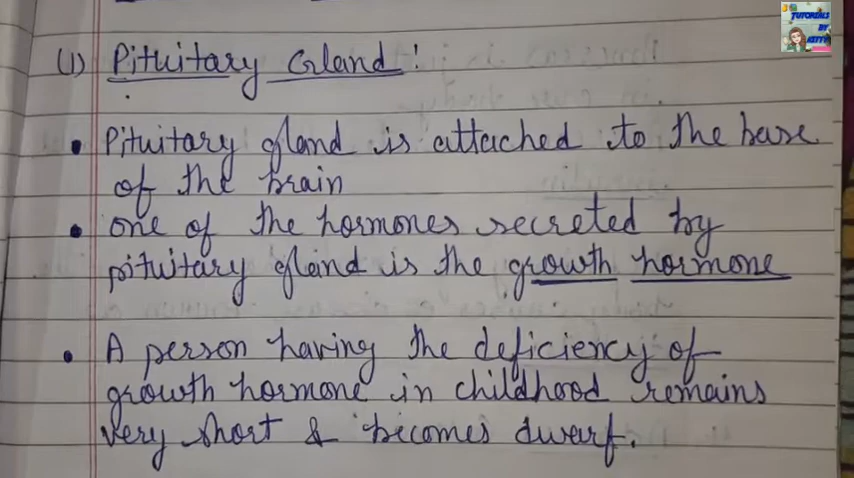 TUTORIALS
BY
(1) Pituitary Gland :
• Pituitary gland is attached to the base
of the brain
• One of the hormones secreted by
pituitary gland is the growth hormone
• A person having the deficiency of
growth hormone in childhood remains
very short & becomes dwarf.